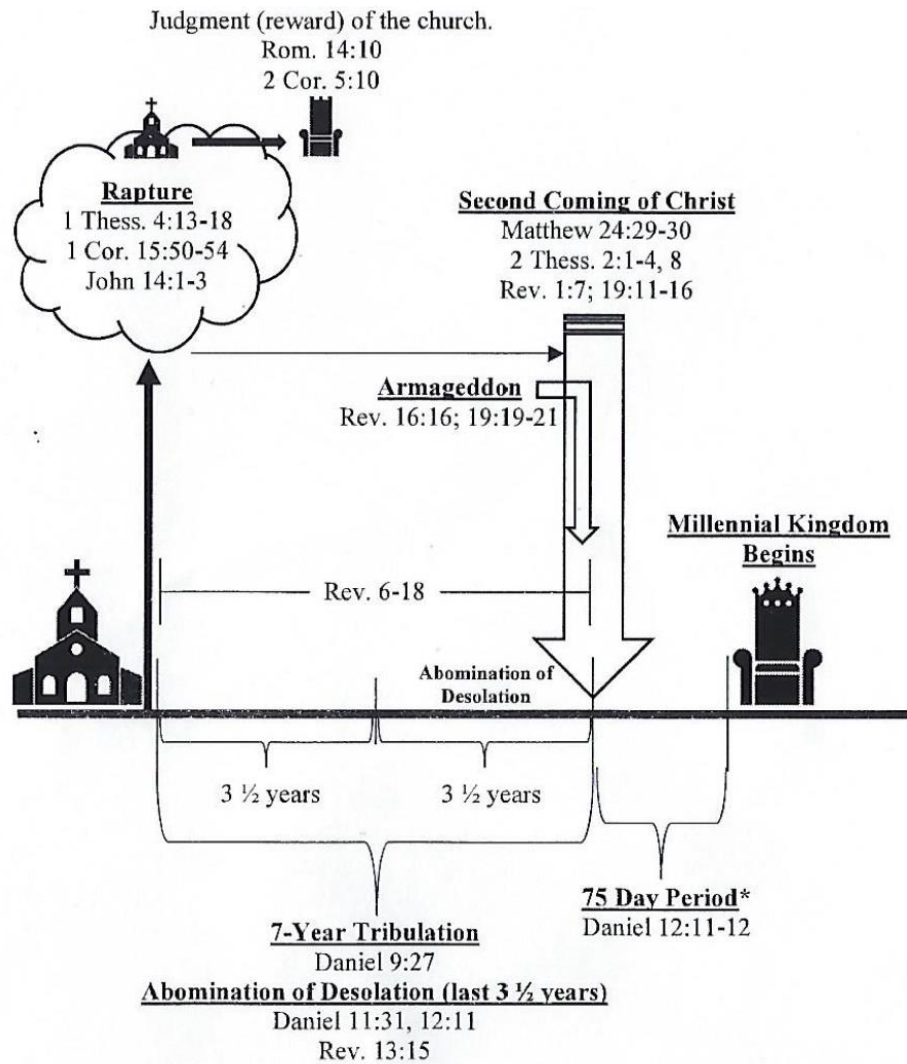 Judgment (reward) of the church.
Rom. 14:10
2 Cor. 5:10
Rapture
1 Thess. 4:13-18
1 Cor. 15:50-54
John 14:1-3
Second Coming of Christ
Matthew 24:29-30
2 Thess. 2:1-4, 8
Rev. 1:7; 19:11-16
Armageddon
Rev. 16:16; 19:19-21
Millennial Kingdom
Begins
Rev. 6-18
Abomination of
Desolation
3 ½ years
3 ½ years
75 Day Period*
Daniel 12:11-12
7-Year Tribulation
Daniel 9:27
Abomination of Desolation (last 3 ½ years)
Daniel 11:31, 12:11
Rev. 13:15